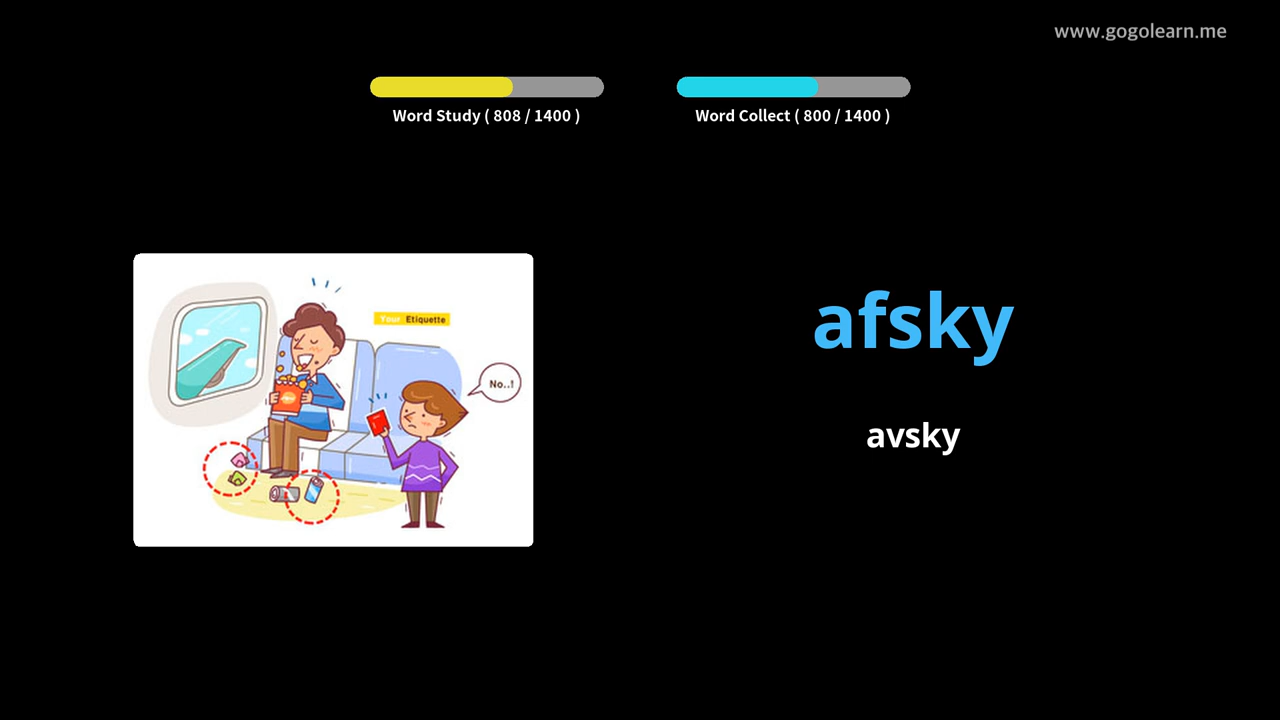 www.gogolearn.me
Word Study ( 808 / 1400 )
Word Collect ( 800 / 1400 )
Your Etiquette
No..!
afsky
avsky